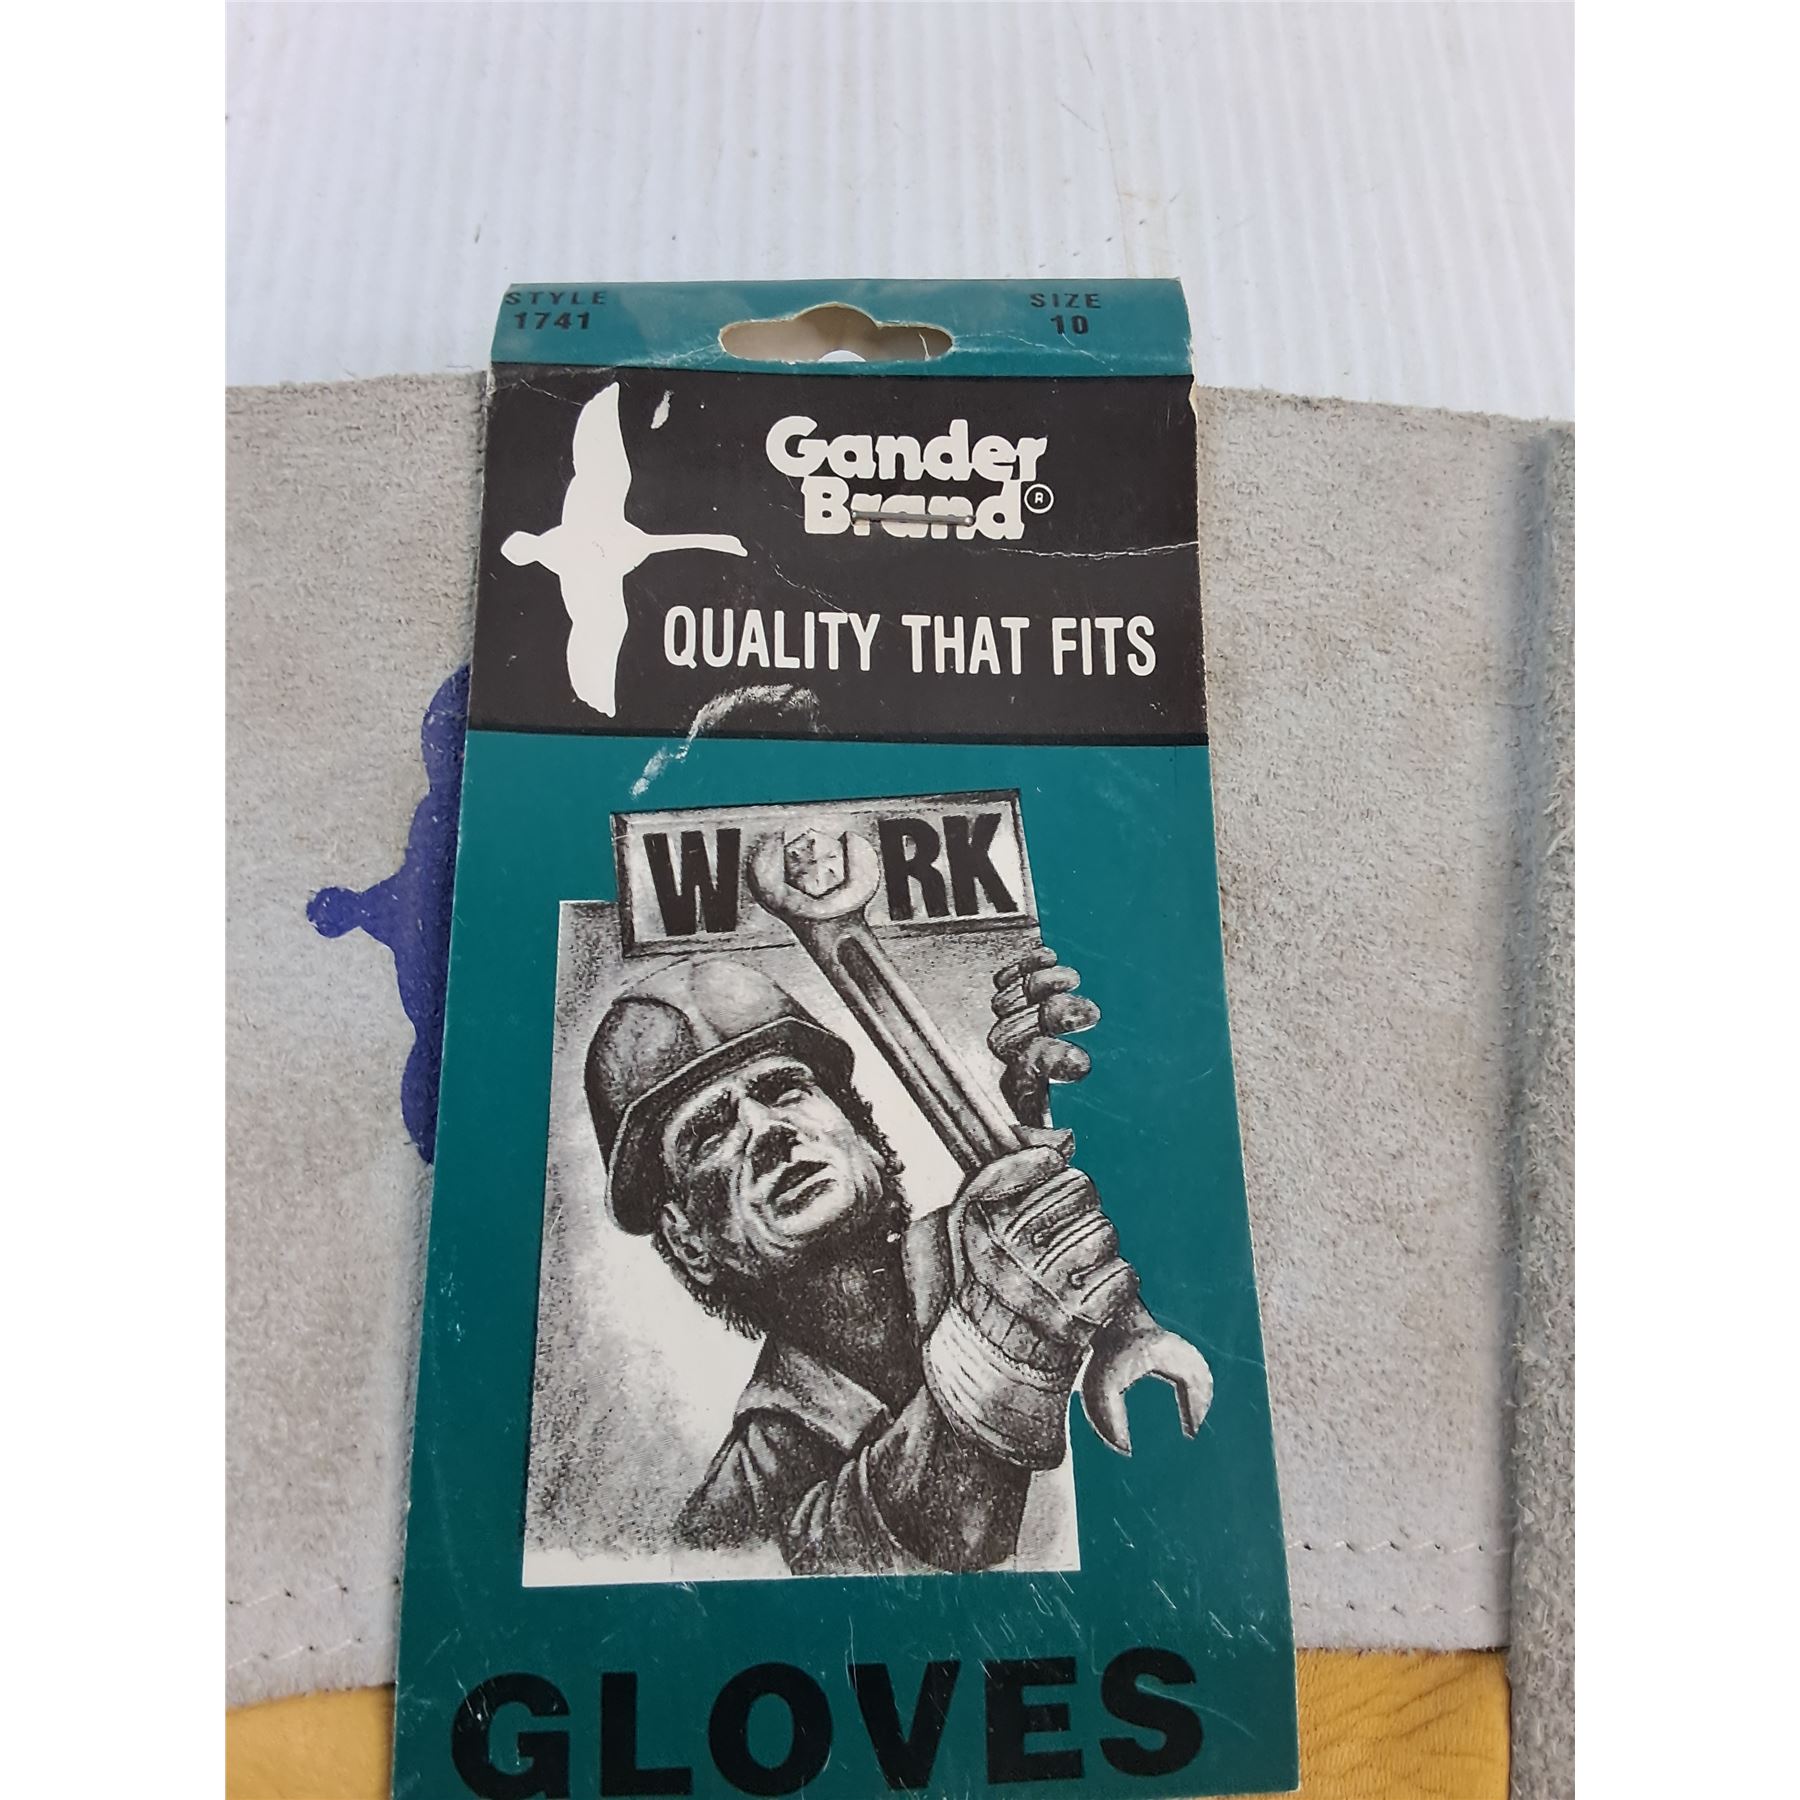 STYLE
1741
SIZE
10
Gander
Brand®
QUALITY THAT FITS
WORK
GLOVES